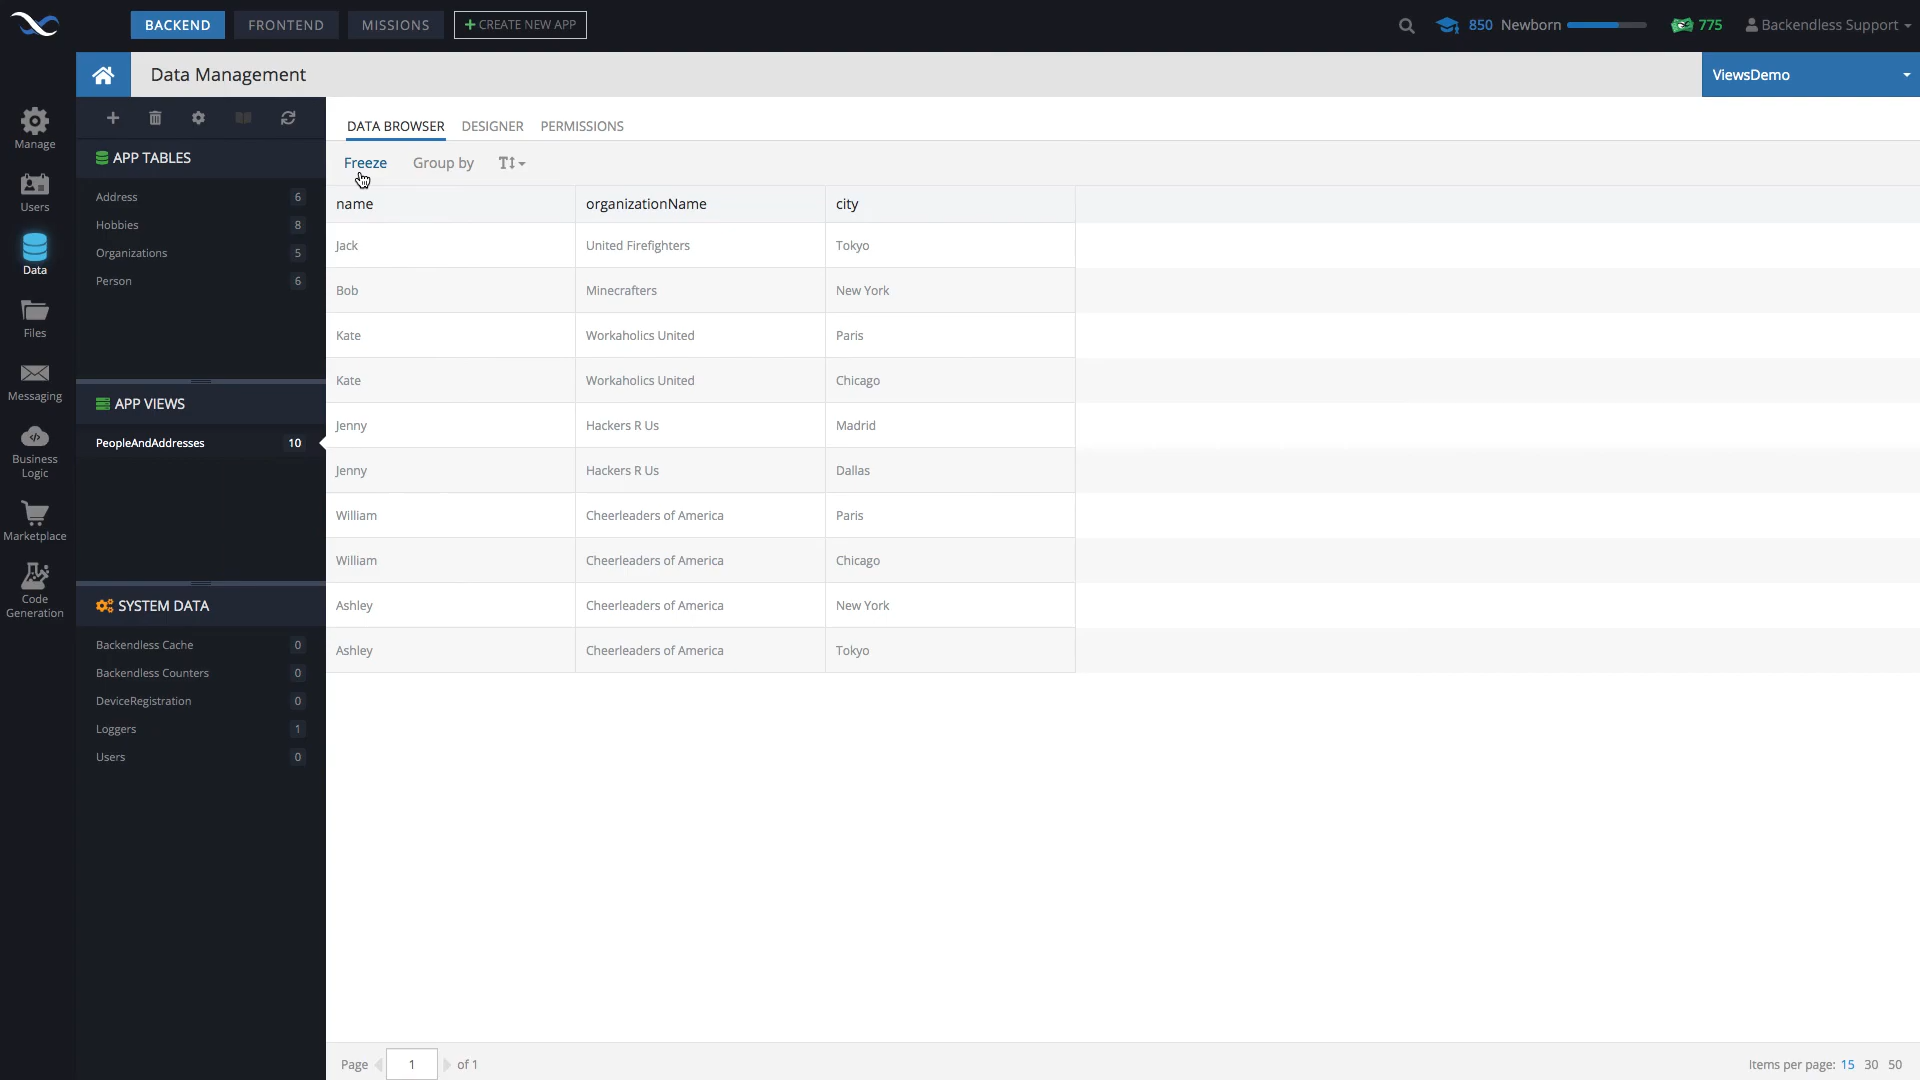 BACKEND FRONTEND MISSIONS + CREATE NEW APP 850 Newborn 775 Backendless Support
Data Management ViewsDemo
Manage
Users
Data
Files
Messaging
Business
Logic
Marketplace
Code
Generation
APP TABLES
Address 6
Hobbies 8
Organizations 5
Person 6
APP VIEWS
PeopleAndAddresses 10
SYSTEM DATA
Backendless Cache 0
Backendless Counters 0
DeviceRegistration 0
Loggers 1
Users 0
DATA BROWSER DESIGNER PERMISSIONS
Freeze Group by
name organizationName city
Jack United Firefighters Tokyo
Bob Minecrafters New York
Kate Workaholics United Paris
Kate Workaholics United Chicago
Jenny Hackers R Us Madrid
Jenny Hackers R Us Dallas
William Cheerleaders of America Paris
William Cheerleaders of America Chicago
Ashley Cheerleaders of America New York
Ashley Cheerleaders of America Tokyo
Page 1 of 1 Items per page: 15 30 50